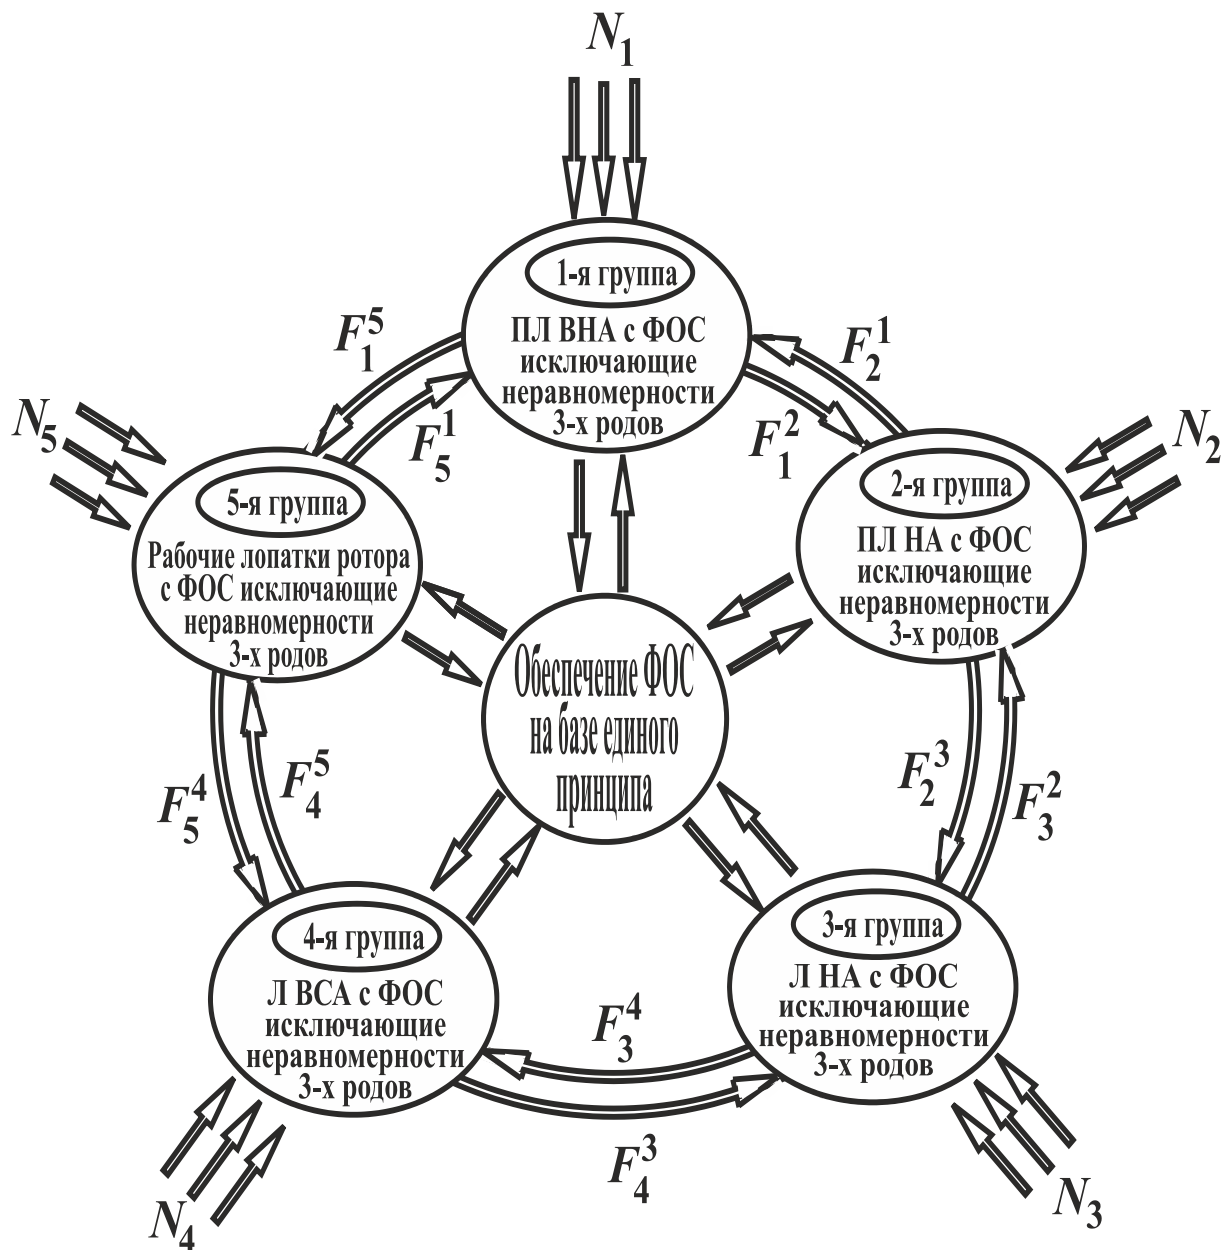 N₁
1-я группа
ПЛ ВНА с ФОС
исключающие
неравномерности
3-х родов
F₁⁵
F₂¹
F₅¹
F₁²
N₅
N₂
5-я группа
Рабочие лопатки ротора
с ФОС исключающие
неравномерности
3-х родов
2-я группа
ПЛ НА с ФОС
исключающие
неравномерности
3-х родов
Обеспечение ФОС
на базе единого
принципа
F₅⁴
F₄⁵
F₂³
F₃²
4-я группа
Л ВСА с ФОС
исключающие
неравномерности
3-х родов
3-я группа
Л НА с ФОС
исключающие
неравномерности
3-х родов
F₃⁴
F₄³
N₄
N₃